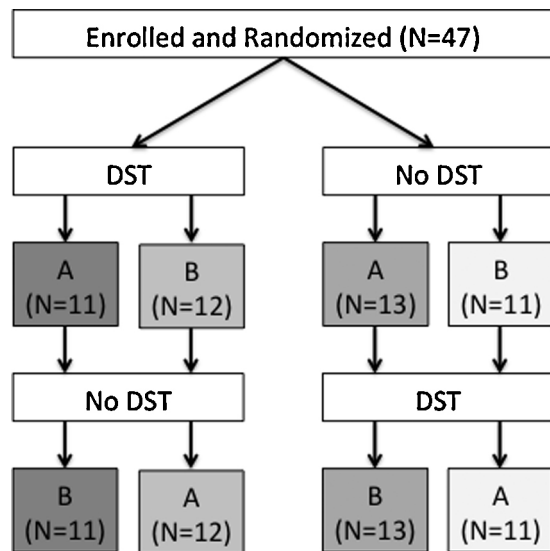 Enrolled and Randomized (N=47)
DST
No DST
A
(N=11)
B
(N=12)
A
(N=13)
B
(N=11)
No DST
DST
B
(N=11)
A
(N=12)
B
(N=13)
A
(N=11)